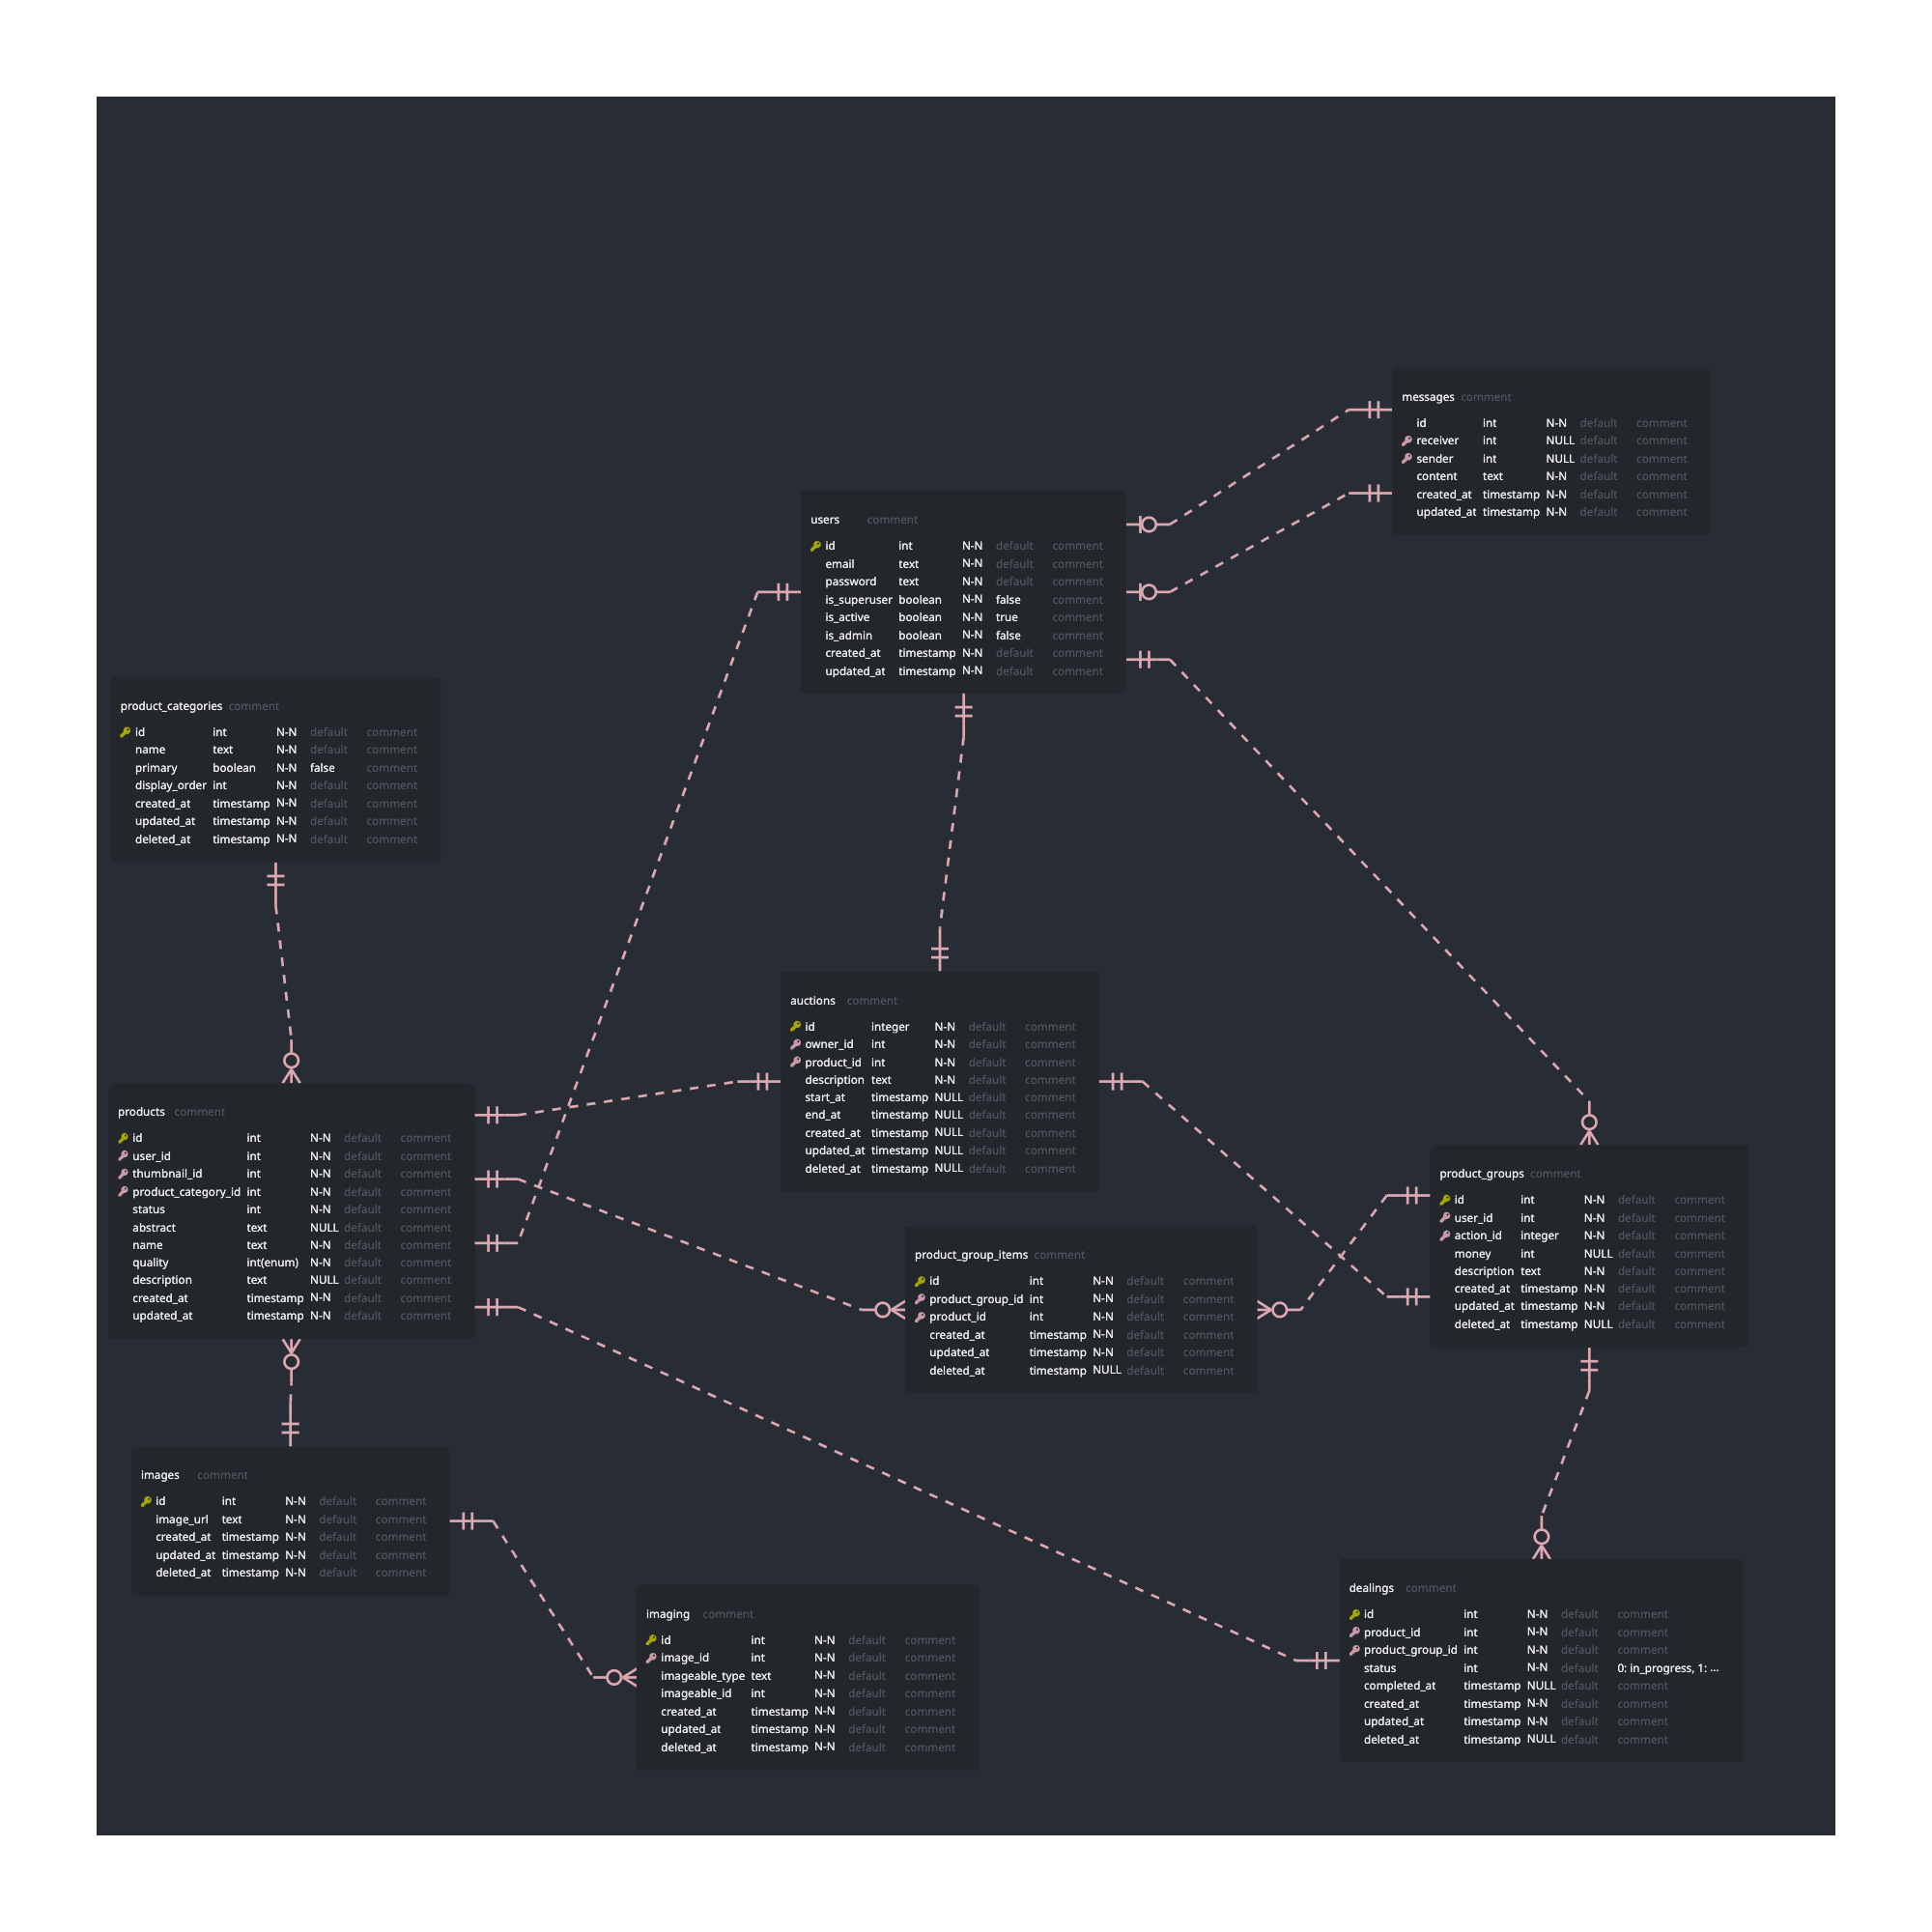 messages comment
id int N-N default comment
receiver int NULL default comment
sender int NULL default comment
content text N-N default comment
created_at timestamp N-N default comment
updated_at timestamp N-N default comment
users comment
id int N-N default comment
email text N-N default comment
password text N-N default comment
is_superuser boolean N-N false comment
is_active boolean N-N true comment
is_admin boolean N-N false comment
created_at timestamp N-N default comment
updated_at timestamp N-N default comment
product_categories comment
id int N-N default comment
name text N-N default comment
primary boolean N-N false comment
display_order int N-N default comment
created_at timestamp N-N default comment
updated_at timestamp N-N default comment
deleted_at timestamp N-N default comment
auctions comment
id integer N-N default comment
owner_id int N-N default comment
product_id int N-N default comment
description text N-N default comment
start_at timestamp NULL default comment
end_at timestamp NULL default comment
created_at timestamp NULL default comment
updated_at timestamp NULL default comment
deleted_at timestamp NULL default comment
products comment
id int N-N default comment
user_id int N-N default comment
thumbnail_id int N-N default comment
product_category_id int N-N default comment
status int N-N default comment
abstract text NULL default comment
name text N-N default comment
quality int(enum) N-N default comment
description text NULL default comment
created_at timestamp N-N default comment
updated_at timestamp N-N default comment
product_groups comment
id int N-N default comment
user_id int N-N default comment
action_id integer N-N default comment
money int NULL default comment
description text N-N default comment
created_at timestamp N-N default comment
updated_at timestamp N-N default comment
deleted_at timestamp NULL default comment
product_group_items comment
id int N-N default comment
product_group_id int N-N default comment
product_id int N-N default comment
created_at timestamp N-N default comment
updated_at timestamp N-N default comment
deleted_at timestamp NULL default comment
images comment
id int N-N default comment
image_url text N-N default comment
created_at timestamp N-N default comment
updated_at timestamp N-N default comment
deleted_at timestamp N-N default comment
imaging comment
id int N-N default comment
image_id int N-N default comment
imageable_type text N-N default comment
imageable_id int N-N default comment
created_at timestamp N-N default comment
updated_at timestamp N-N default comment
deleted_at timestamp N-N default comment
dealings comment
id int N-N default comment
product_id int N-N default comment
product_group_id int N-N default comment
status int N-N default 0: in_progress, 1: ...
completed_at timestamp NULL default comment
created_at timestamp N-N default comment
updated_at timestamp N-N default comment
deleted_at timestamp NULL default comment